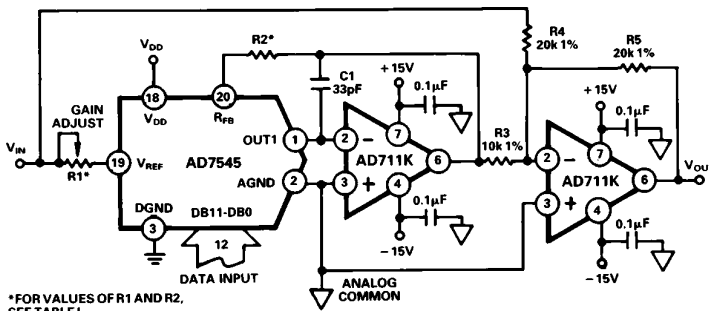 R4
20k 1%
R5
20k 1%
R2*
C1
33pF
VDD
18
VDD
20
RFB
+15V
0.1µF
+15V
0.1µF
GAIN
ADJUST
VIN
R1*
19
VREF
OUT1
1
2
−
7
AD711K
6
R3
10k 1%
2
−
7
AD711K
6
VOU
AD7545
AGND
2
3
+
4
3
+
4
DGND
3
DB11-DB0
12
DATA INPUT
0.1µF
−15V
0.1µF
−15V
ANALOG
COMMON
*FOR VALUES OF R1 AND R2,